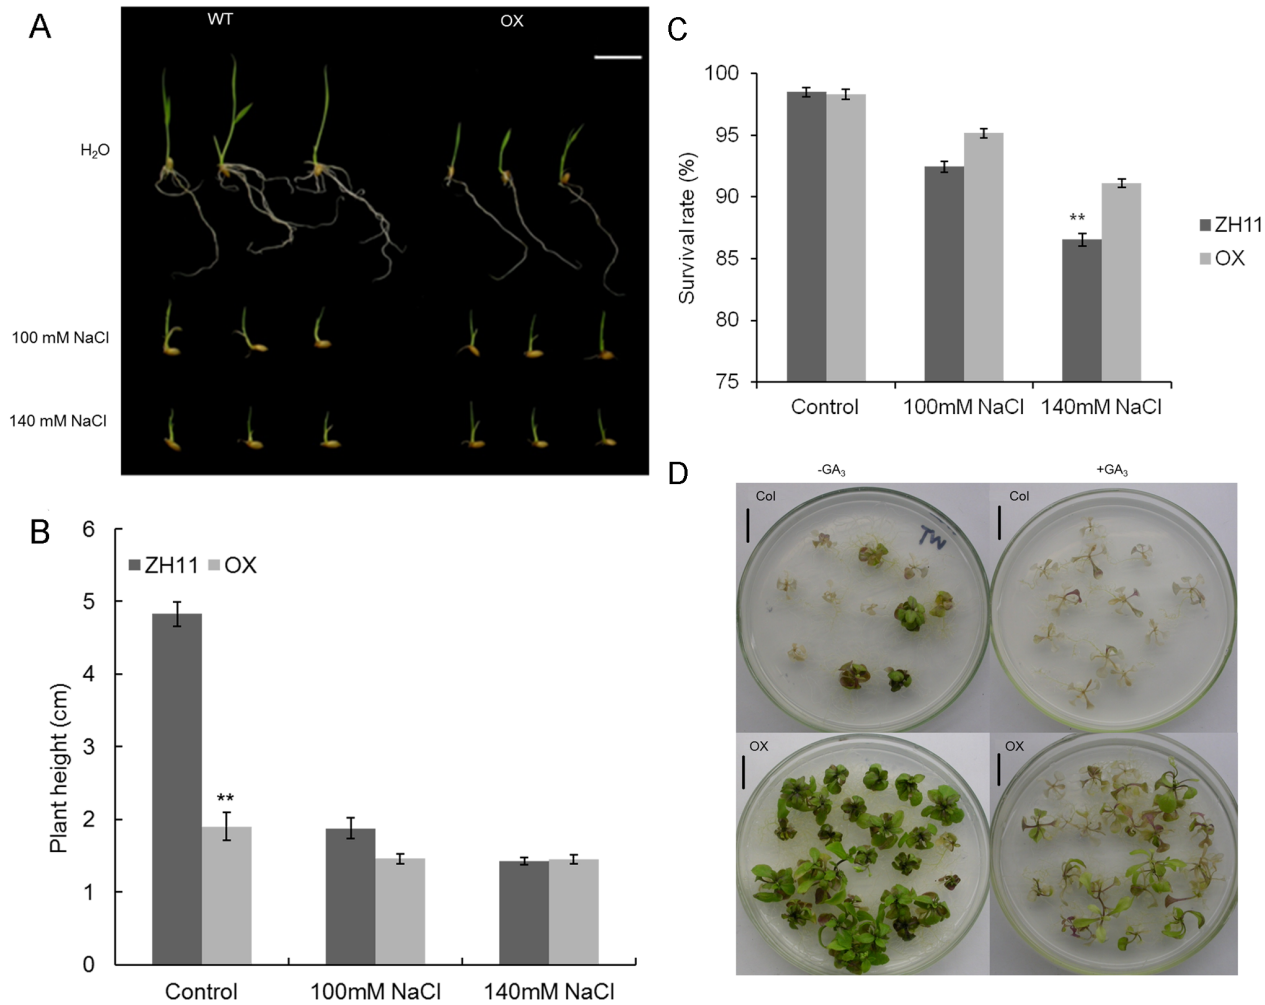 A
WT
OX
H₂O
100 mM NaCl
140 mM NaCl
B
6
5
4
3
2
1
0
Plant height (cm)
ZH11
OX
**
Control
100mM NaCl
140mM NaCl
C
100
95
90
85
80
75
Survival rate (%)
**
ZH11
OX
Control
100mM NaCl
140mM NaCl
D
-GA₃
+GA₃
Col
Col
OX
OX